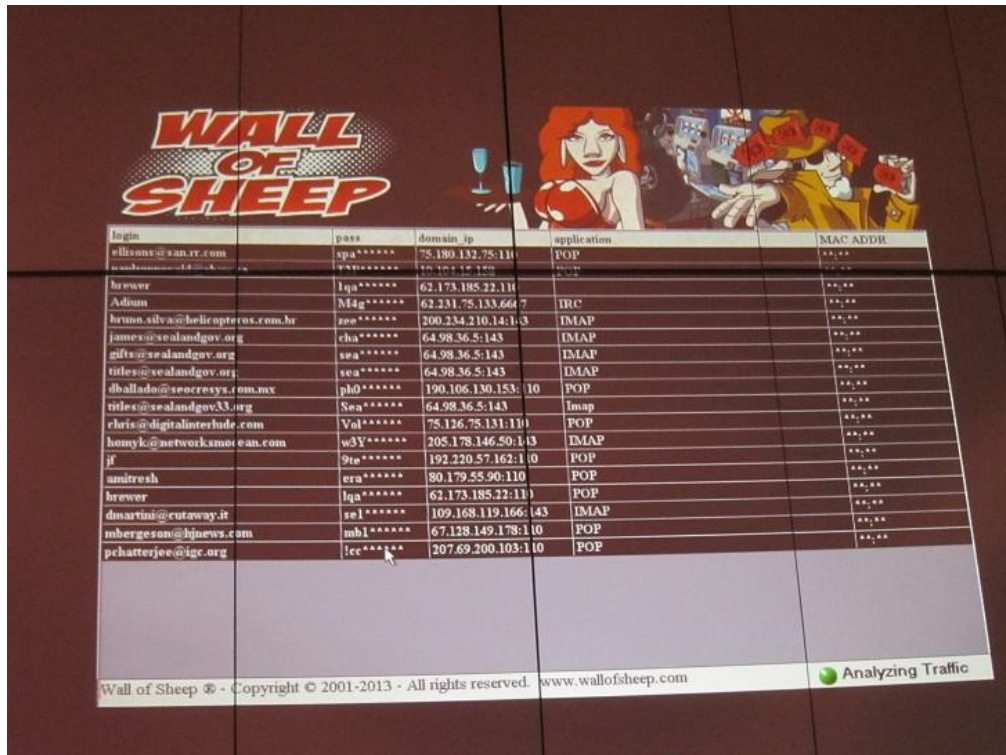 WALL
OF
SHEEP
login pass domain_ip application MAC ADDR
ellisons@san.rr.com spa****** 75.180.132.75:110 POP **:**
POP **:**
brewer 1qa****** 62.173.185.22:110 **:**
Adium M4g****** 62.231.75.133.6667 IRC **:**
bruno.silva@helicopteros.com.br zee****** 200.234.210.14:143 IMAP **:**
james@sealandgov.org cha****** 64.98.36.5:143 IMAP **:**
gifts@sealandgov.org sea****** 64.98.36.5:143 IMAP **:**
titles@sealandgov.org sea****** 64.98.36.5:143 IMAP **:**
dballado@seocresys.com.mx ph0****** 190.106.130.153:110 POP **:**
titles@sealandgov33.org Sea****** 64.98.36.5:143 Imap **:**
chris@digitalinterlude.com Vol****** 75.126.75.131:110 POP **:**
homyk@networksmocean.com w3Y****** 205.178.146.50:143 IMAP **:**
jf 9te****** 192.220.57.162:110 POP **:**
amitresh era****** 80.179.55.90:110 POP **:**
brewer lqa****** 62.173.185.22:110 POP **:**
dmartini@cutaway.it se1****** 109.168.119.166:143 IMAP **:**
mbergeson@hjnews.com mb1****** 67.128.149.178:110 POP **:**
pchatterjee@igc.org !cc****** 207.69.200.103:110 POP **:**
Wall of Sheep ® - Copyright © 2001-2013 - All rights reserved. www.wallofsheep.com Analyzing Traffic